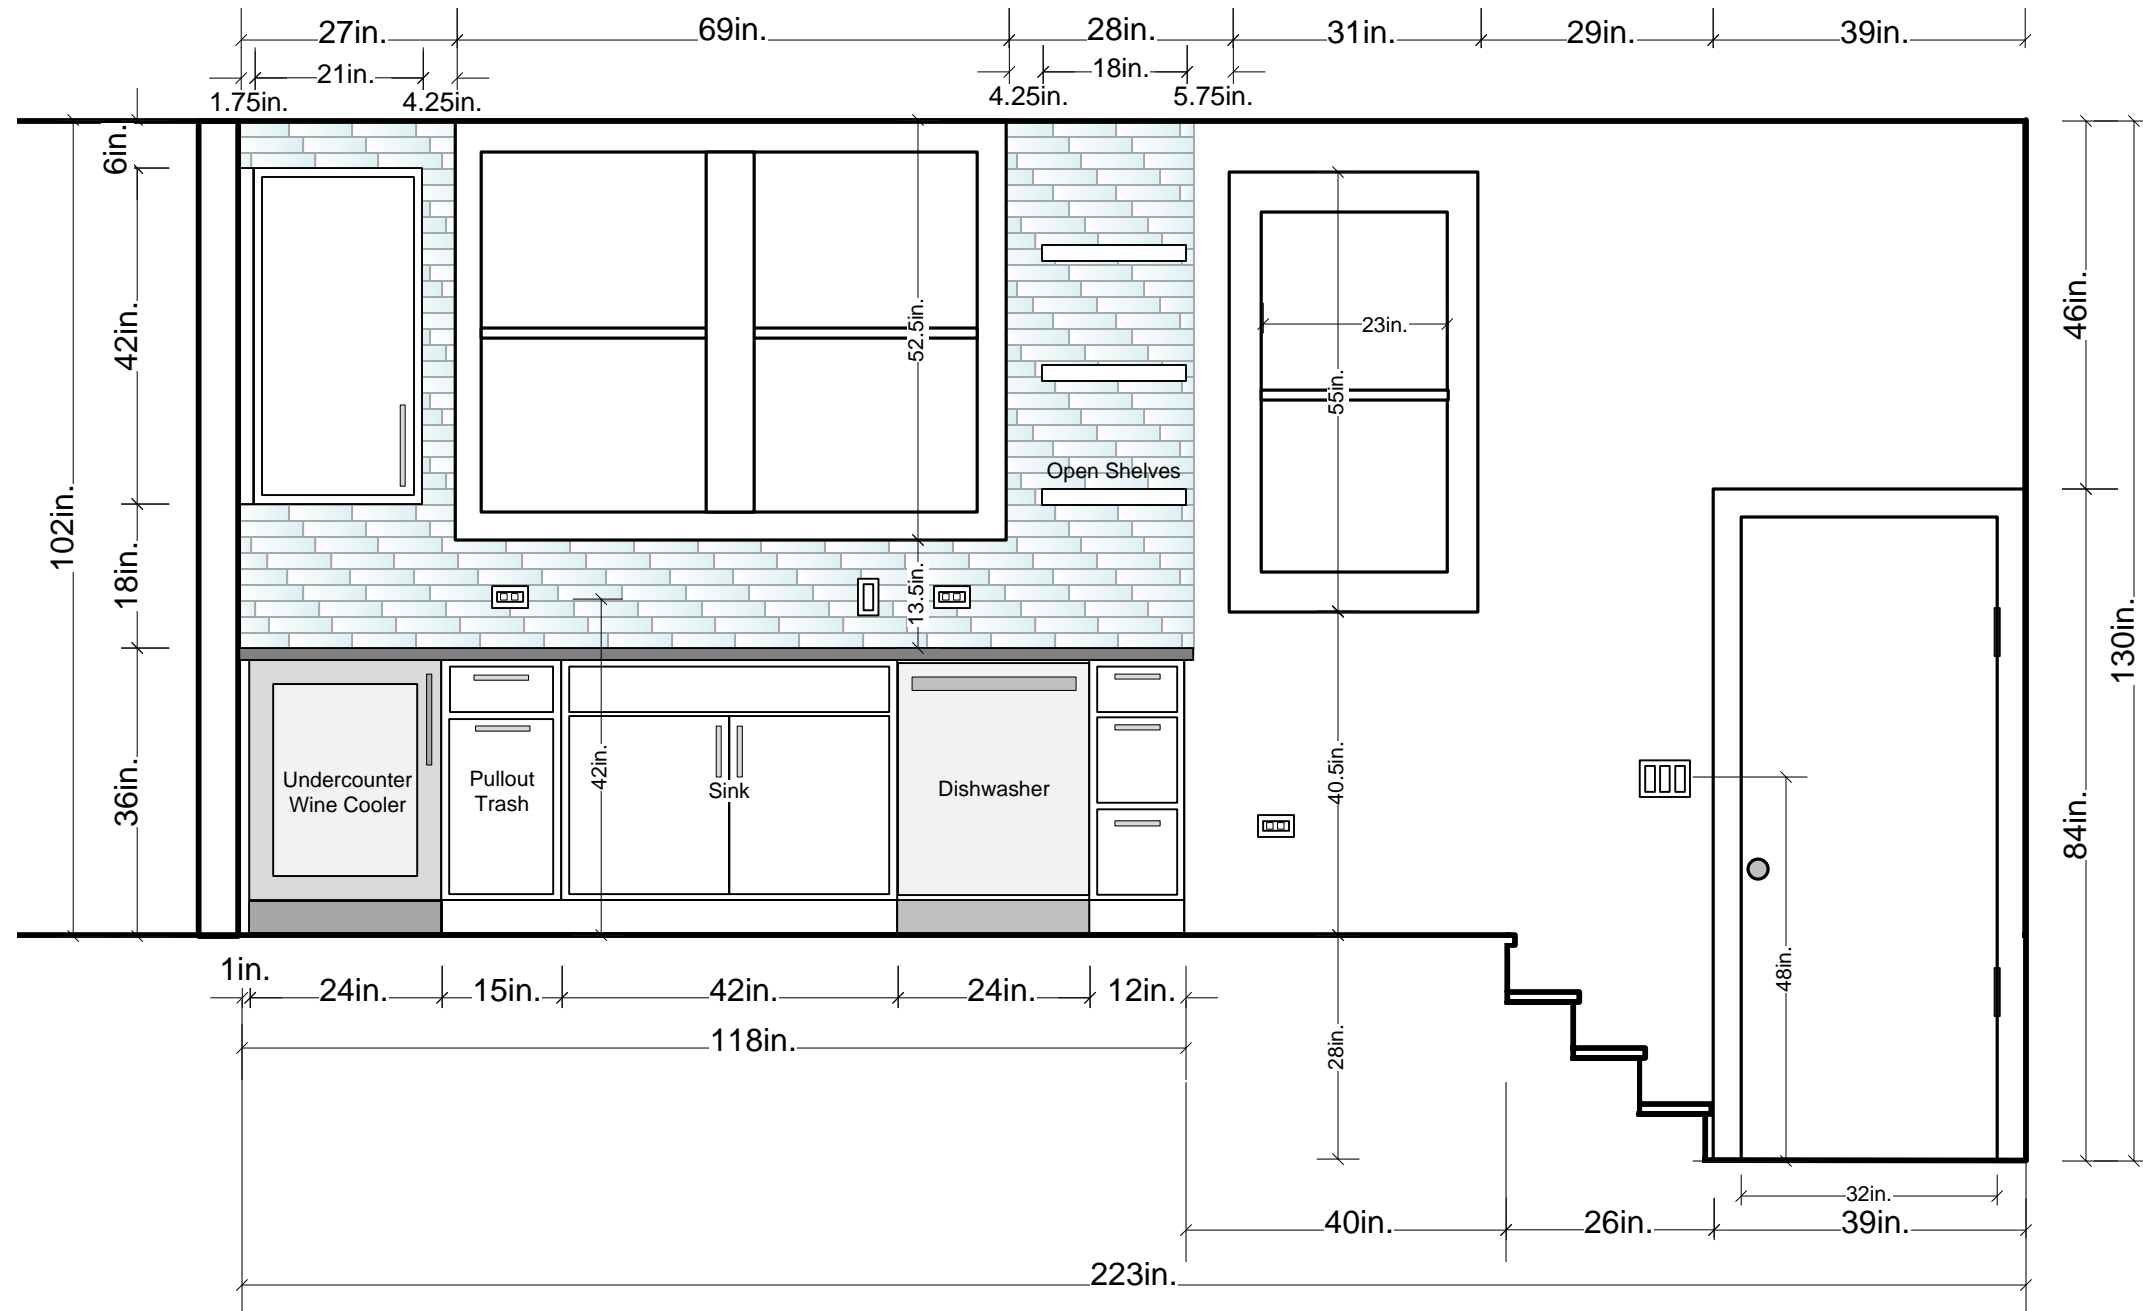 27in.
69in.
28in.
31in.
29in.
39in.
21in.
18in.
1.75in.
4.25in.
4.25in.
5.75in.
6in.
42in.
18in.
36in.
102in.
52.5in.
13.5in.
42in.
Open Shelves
23in.
55in.
40.5in.
28in.
46in.
84in.
130in.
48in.
Undercounter
Wine Cooler
Pullout
Trash
Sink
Dishwasher
1in.
24in.
15in.
42in.
24in.
12in.
118in.
32in.
40in.
26in.
39in.
223in.